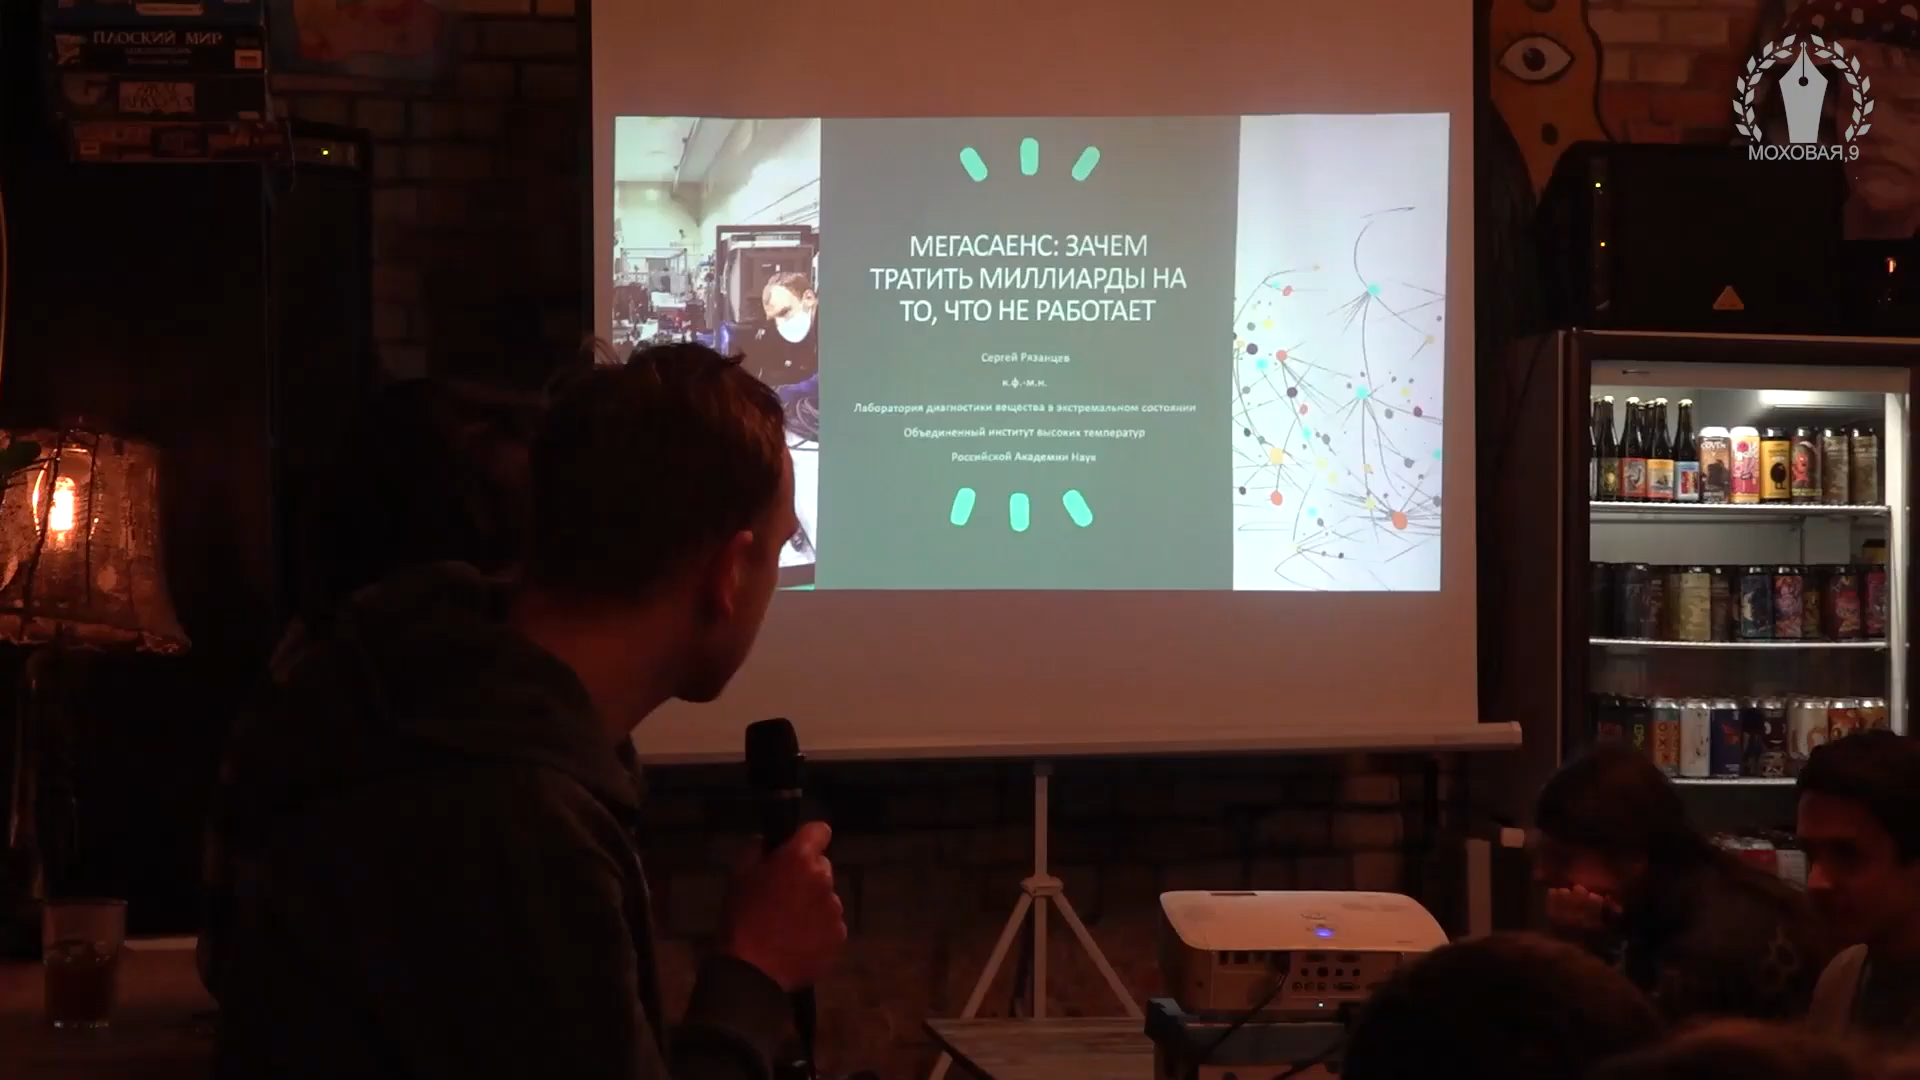 ПЛОСКИЙ МИР
МОХОВАЯ,9
МЕГАСАЕНС: ЗАЧЕМ
ТРАТИТЬ МИЛЛИАРДЫ НА
ТО, ЧТО НЕ РАБОТАЕТ
Сергей Рязанцев
к.ф.-м.н.
Лаборатория диагностики вещества в экстремальном состоянии
Объединенный институт высоких температур
Российской Академии Наук